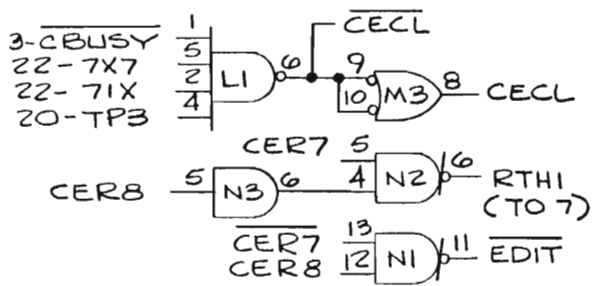 1 CECL
3-CBUSY
5 6 9
22-7X7 L1 8
2 M3 CECL
22-71X 10
4
20-TP3
CER7 5 6
CER8 5 N3 6 4 N2 RTH1
(TO 7)
CER7 13 11
CER8 12 N1 EDIT